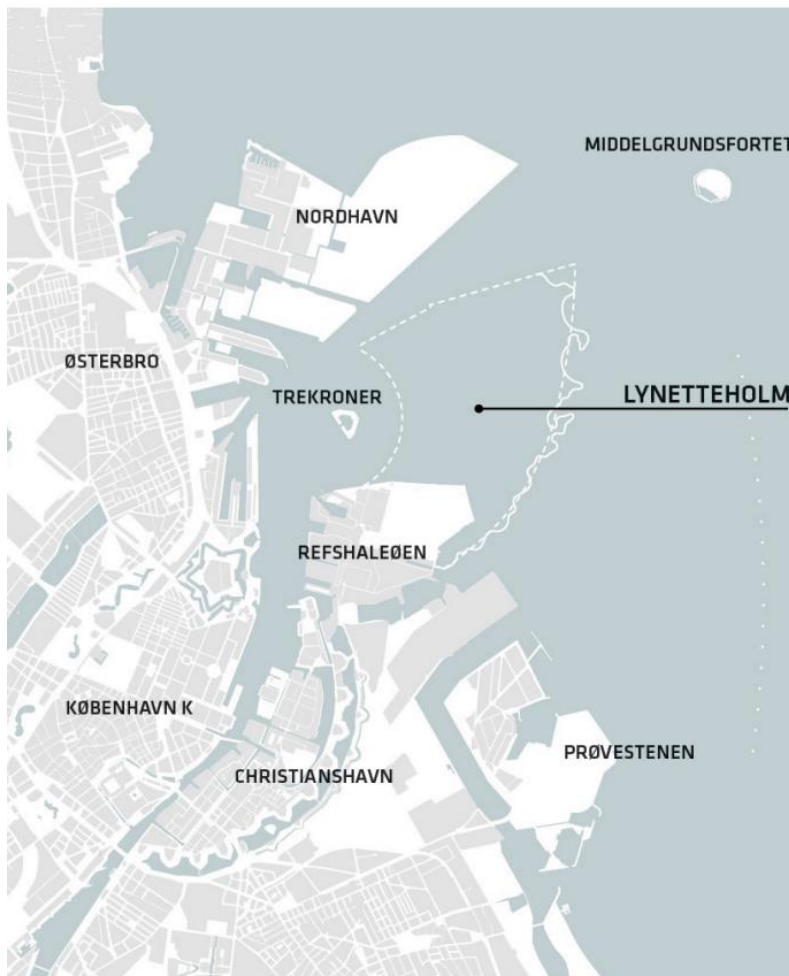 MIDDELGRUNDSFORTET
NORDHAVN
ØSTERBRO
TREKRONER
LYNETTEHOLM
REFSHALEØEN
KØBENHAVN K
CHRISTIANSHAVN
PRØVESTENEN